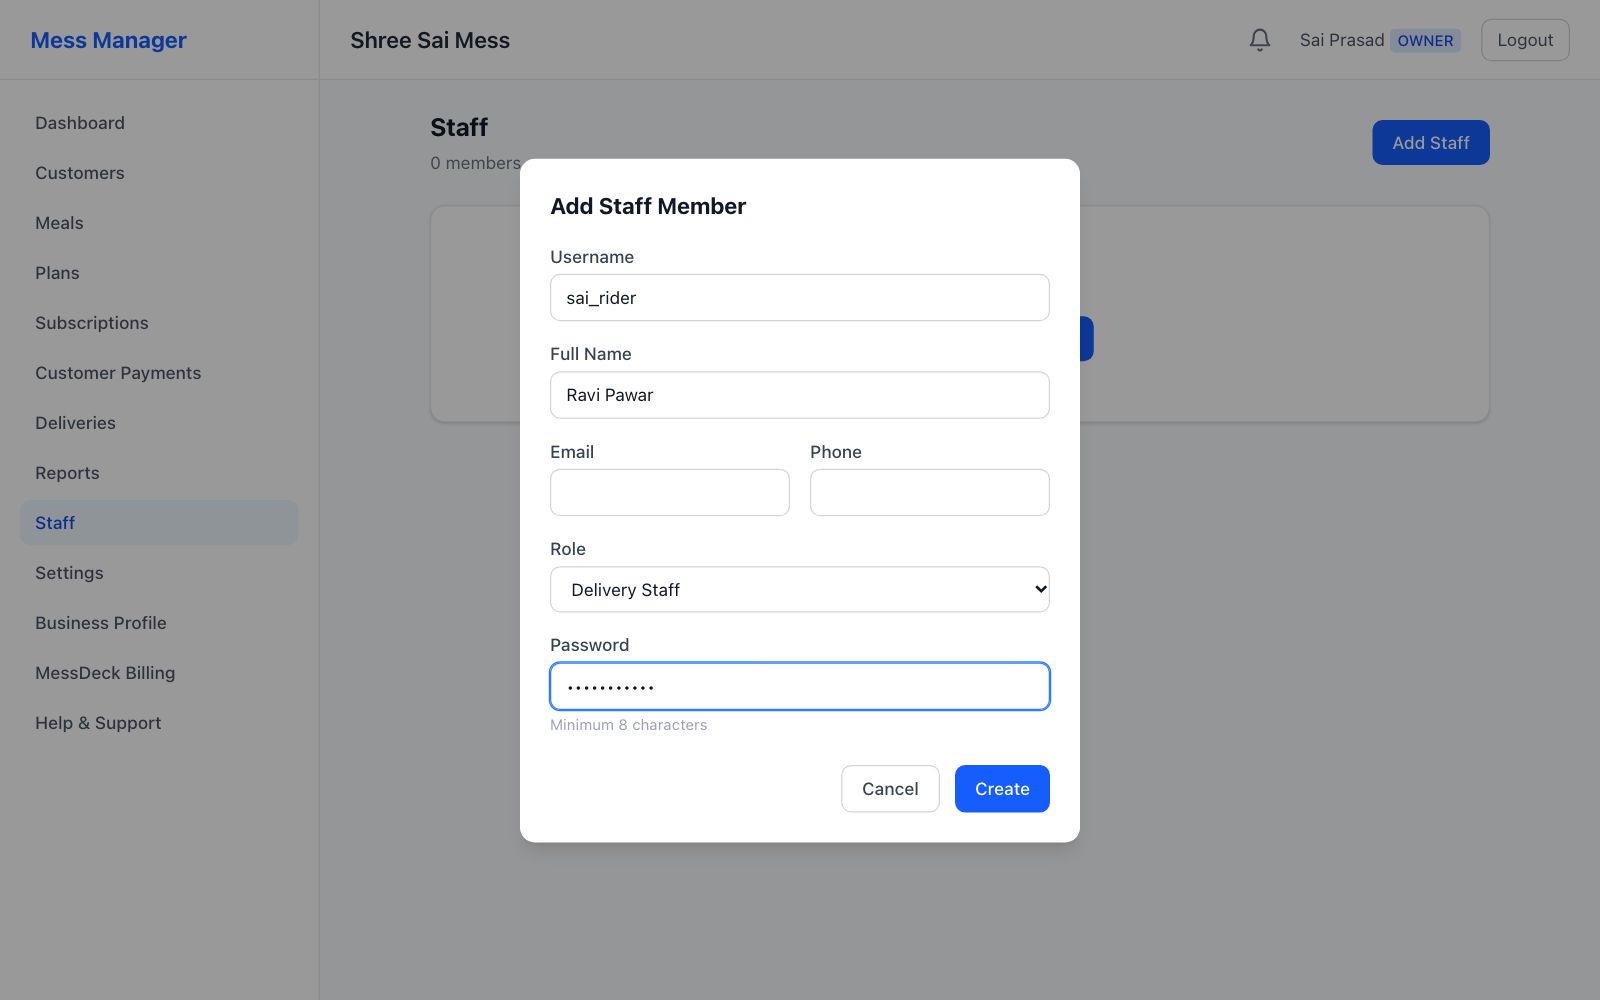 Mess Manager
Shree Sai Mess
Sai Prasad OWNER
Logout
Dashboard
Customers
Meals
Plans
Subscriptions
Customer Payments
Deliveries
Reports
Staff
Settings
Business Profile
MessDeck Billing
Help & Support
Staff
0 members
Add Staff
Add Staff Member
Username
sai_rider
Full Name
Ravi Pawar
Email Phone
Role
Delivery Staff
Password
•••••••••••
Minimum 8 characters
Cancel Create